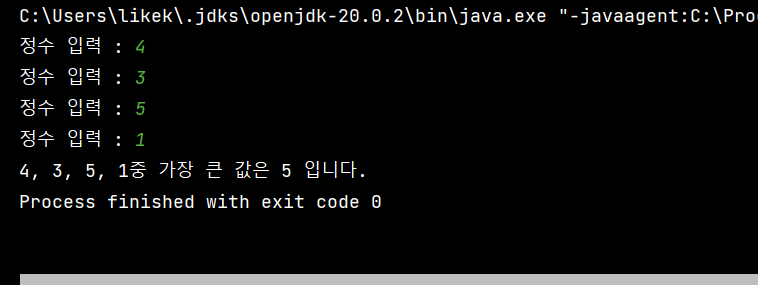 C:\Users\likek\.jdks\openjdk-20.0.2\bin\java.exe "-javaagent:C:\Pro
정수 입력 : 4
정수 입력 : 3
정수 입력 : 5
정수 입력 : 1
4, 3, 5, 1중 가장 큰 값은 5 입니다.
Process finished with exit code 0